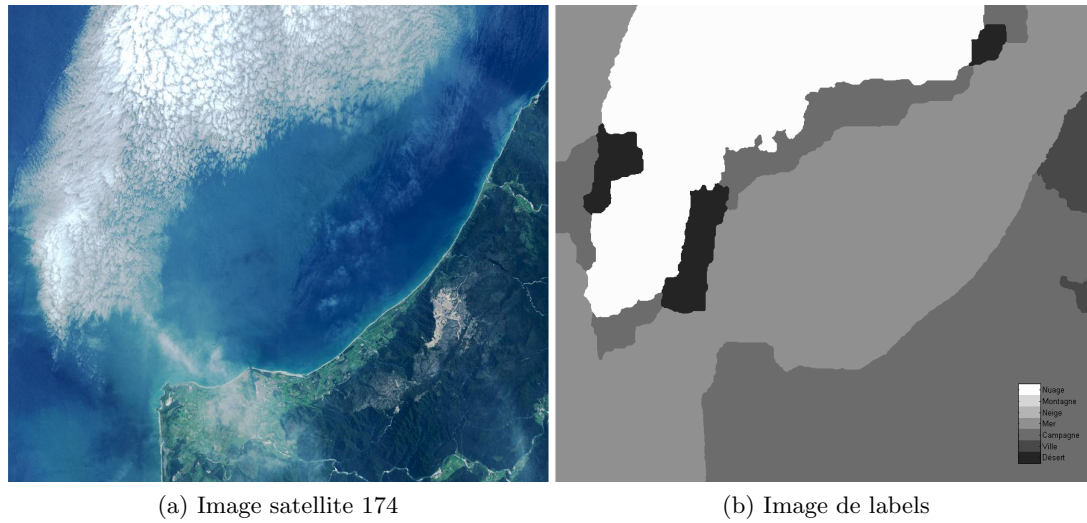 Nuage
Montagne
Neige
Mer
Campagne
Ville
Désert
(a) Image satellite 174
(b) Image de labels